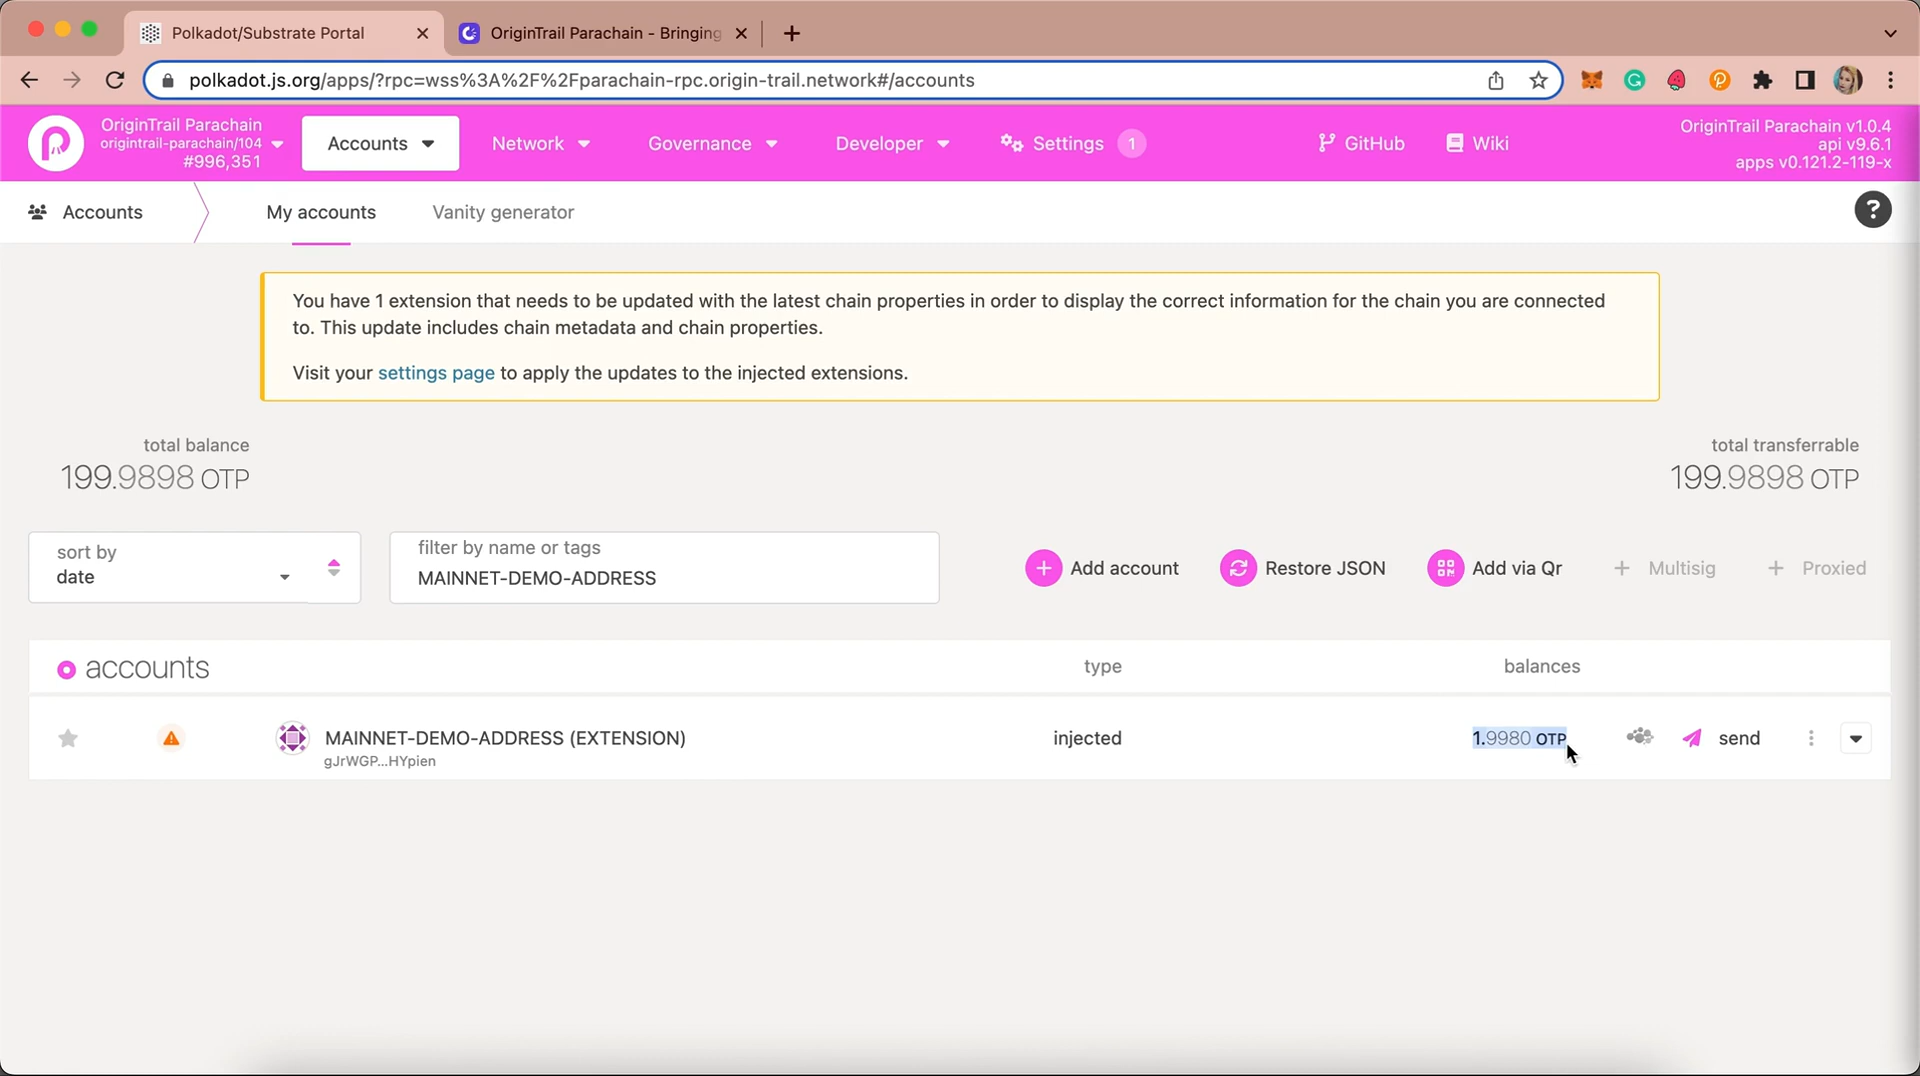 Polkadot/Substrate Portal
OriginTrail Parachain - Bringing
polkadot.js.org/apps/?rpc=wss%3A%2F%2Fparachain-rpc.origin-trail.network#/accounts
OriginTrail Parachain
origintrail-parachain/104
#996,351
Accounts
Network
Governance
Developer
Settings
1
GitHub
Wiki
OriginTrail Parachain v1.0.4
api v9.6.1
apps v0.121.2-119-x
Accounts
My accounts
Vanity generator
?
You have 1 extension that needs to be updated with the latest chain properties in order to display the correct information for the chain you are connected
to. This update includes chain metadata and chain properties.
Visit your settings page to apply the updates to the injected extensions.
total balance
199.9898 OTP
total transferrable
199.9898 OTP
sort by
date
filter by name or tags
MAINNET-DEMO-ADDRESS
Add account
Restore JSON
Add via Qr
Multisig
Proxied
accounts
type
balances
MAINNET-DEMO-ADDRESS (EXTENSION)
gJrWGP...HYpien
injected
1.9980 OTP
send